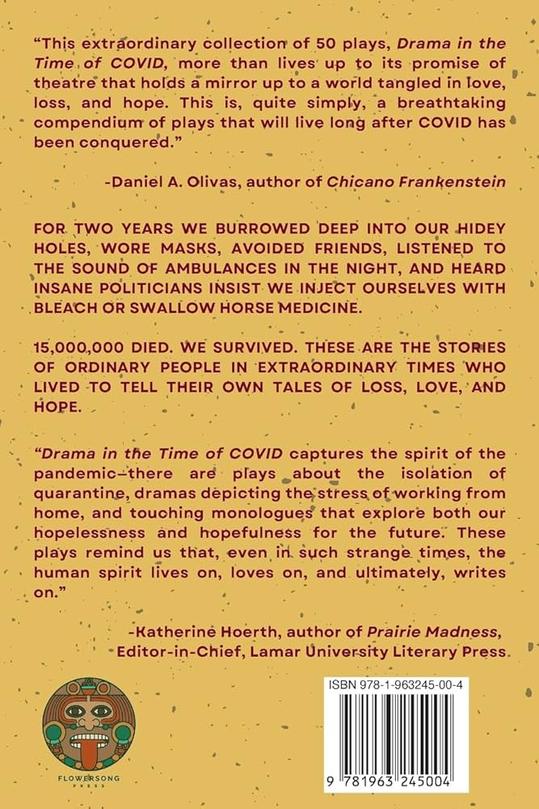 “This extraordinary collection of 50 plays, Drama in the
Time of COVID, more than lives up to its promise of
theatre that holds a mirror up to a world tangled in love,
loss, and hope. This is, quite simply, a breathtaking
compendium of plays that will live long after COVID has
been conquered.”
-Daniel A. Olivas, author of Chicano Frankenstein
FOR TWO YEARS WE BURROWED DEEP INTO OUR HIDEY
HOLES, WORE MASKS, AVOIDED FRIENDS, LISTENED TO
THE SOUND OF AMBULANCES IN THE NIGHT, AND HEARD
INSANE POLITICIANS INSIST WE INJECT OURSELVES WITH
BLEACH OR SWALLOW HORSE MEDICINE.
15,000,000 DIED. WE SURVIVED. THESE ARE THE STORIES
OF ORDINARY PEOPLE IN EXTRAORDINARY TIMES WHO
LIVED TO TELL THEIR OWN TALES OF LOSS, LOVE, AND
HOPE.
“Drama in the Time of COVID captures the spirit of the
pandemic—there are plays about the isolation of
quarantine, dramas depicting the stress of working from
home, and touching monologues that explore both our
hopelessness and hopefulness for the future. These
plays remind us that, even in such strange times, the
human spirit lives on, loves on, and ultimately, writes
on.”
-Katherine Hoerth, author of Prairie Madness,
Editor-in-Chief, Lamar University Literary Press
FLOWERSONG
PRESS
ISBN 978-1-963245-00-4
9 781963 245004